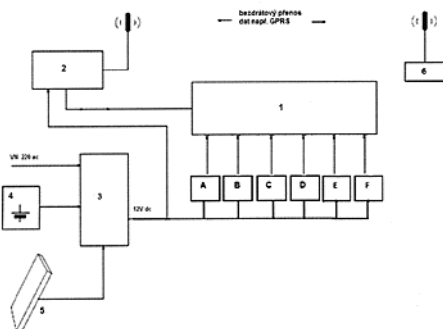 bezdrátový přenos
dat např. GPRS
2
6
1
VN 220 ac
A B C D E F
4
3
12V dc
5